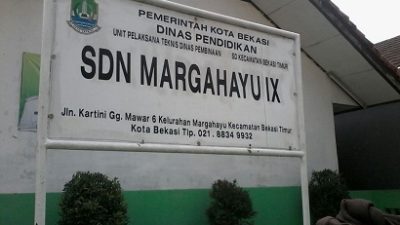 PEMERINTAH KOTA BEKASI
DINAS PENDIDIKAN
UNIT PELAKSANA TEKNIS DINAS PEMBINAAN SD KECAMATAN BEKASI TIMUR
SDN MARGAHAYU IX
Jln. Kartini Gg. Mawar 6 Kelurahan Margahayu Kecamatan Bekasi Timur
Kota Bekasi Tlp. 021 . 8834 9932